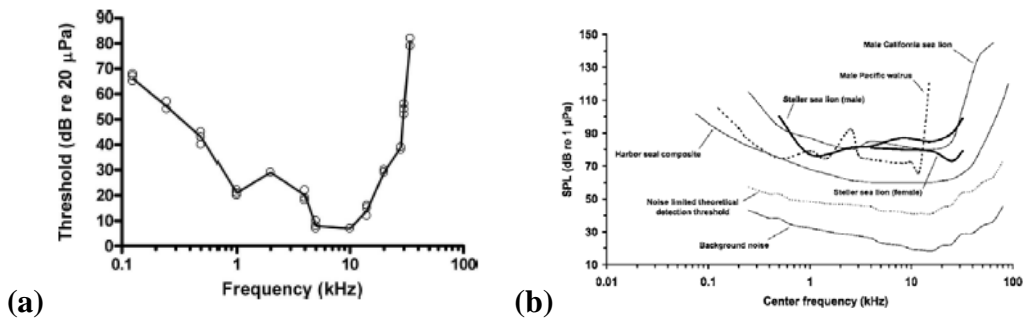 (a)
Threshold (dB re 20 µPa)
90
80
70
60
50
40
30
20
10
0
0.1
1
10
100
Frequency (kHz)
(b)
SPL (dB re 1 µPa)
150
130
110
90
70
50
30
10
Male California sea lion
Male Pacific walrus
Steller sea lion (male)
Harbor seal composite
Steller sea lion (female)
Noise limited theoretical
detection threshold
Background noise
0.01
0.1
1
10
100
Center frequency (kHz)